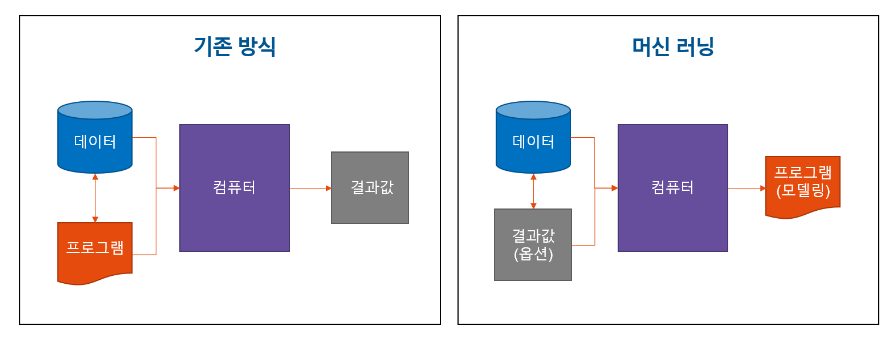 기존 방식
데이터
컴퓨터
결과값
프로그램
머신 러닝
데이터
컴퓨터
프로그램
(모델링)
결과값
(옵션)